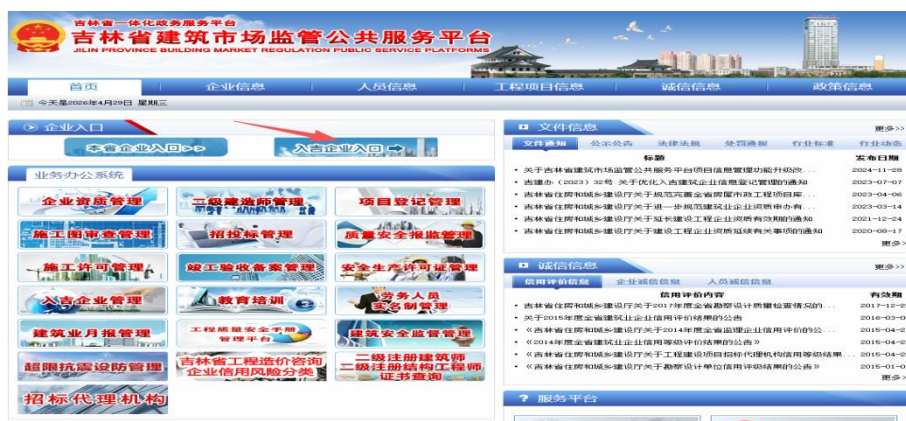 吉林省一体化政务服务平台
吉林省建筑市场监管公共服务平台
JILIN PROVINCE BUILDING MARKET REGULATION PUBLIC SERVICE PLATFORMS
首页
企业信息
人员信息
工程项目信息
诚信信息
政策信息
今天是2026年4月29日 星期三
企业入口
本省企业入口>>
入吉企业入口
业务办公系统
企业资质管理
二级建造师管理
项目登记管理
施工图审查管理
招投标管理
质量安全报监管理
施工许可管理
竣工验收备案管理
安全生产许可证管理
入吉企业管理
教育培训
劳务人员
实名制管理
建筑业月报管理
工程质量安全手册
管理平台
建筑安全监督管理
超限抗震设防管理
吉林省工程造价咨询
企业信用风险分类
二级注册建筑师
二级注册结构工程师
证书查询
招标代理机构
文件信息
更多>>
文件通知 公示公告 法律法规 处罚通报 行业标准 行业动态
标题 发布日期
• 关于吉林省建筑市场监管公共服务平台项目信息管理功能升级改... 2024-11-28
• 吉建办（2023）32号 关于优化入吉建筑企业信息登记管理的通知 2023-07-07
• 吉林省住房和城乡建设厅关于规范完善全省房屋市政工程项目库... 2023-04-06
• 吉林省住房和城乡建设厅关于进一步规范建筑业企业资质申办有... 2023-03-14
• 吉林省住房和城乡建设厅关于延长建设工程企业资质有效期的通知 2021-12-24
• 吉林省住房和城乡建设厅关于建设工程企业资质延续有关事项的通知 2020-08-17
更多>
诚信信息
更多>>
信用评价信息 企业诚信信息 人员诚信信息
信用评价内容 有效期
• 吉林省住房和城乡建设厅关于2017年度全省勘察设计质量检查情况的... 2017-12-2
• 关于2015年度全省企业信用评价结果的公告 2016-03-0
• 《吉林省住房和城乡建设厅关于2014年度全省监理企业信用评价的公... 2015-04-2
• 《2014年度全省建筑业企业信用等级评价结果的公告》 2015-04-2
• 《吉林省住房和城乡建设厅关于工程建设项目招标代理机构信用等级结果... 2015-04-2
• 《吉林省住房和城乡建设厅关于勘察设计单位信用评级结果的公告》 2015-01-0
更多>
服务平台